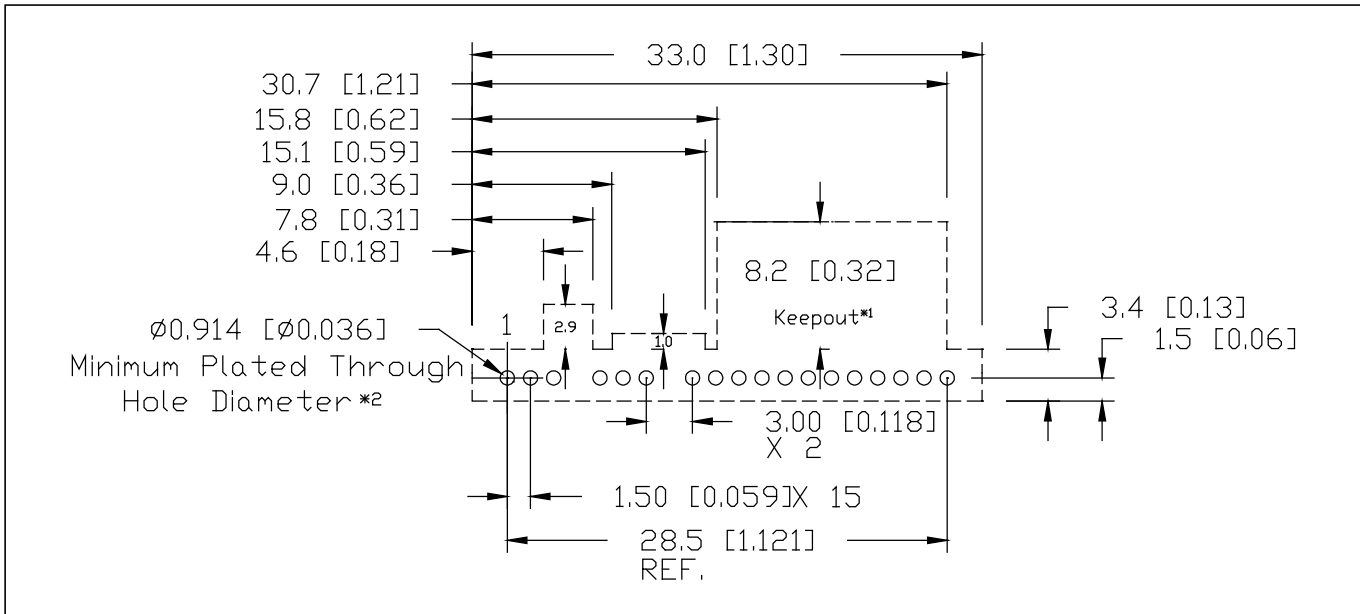 33.0 [1.30]
30.7 [1.21]
15.8 [0.62]
15.1 [0.59]
9.0 [0.36]
7.8 [0.31]
4.6 [0.18]
8.2 [0.32]
Keepout*1
2.9
1.0
1
3.4 [0.13]
1.5 [0.06]
Ø0.914 [Ø0.036]
Minimum Plated Through
Hole Diameter *2
3.00 [0.118]
X 2
1.50 [0.059]X 15
28.5 [1.121]
REF.